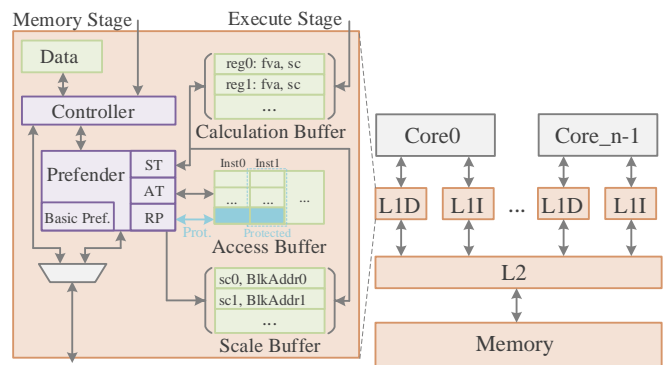 Memory Stage
Execute Stage
Data
Controller
Prefender
ST
AT
RP
Basic Pref.
reg0: fva, sc
reg1: fva, sc
...
Calculation Buffer
Inst0 Inst1
... ... ...
Prot.
Protected
Access Buffer
sc0, BlkAddr0
sc1, BlkAddr1
...
Scale Buffer
Core0
Core_n-1
L1D
L1I
...
L1D
L1I
L2
Memory